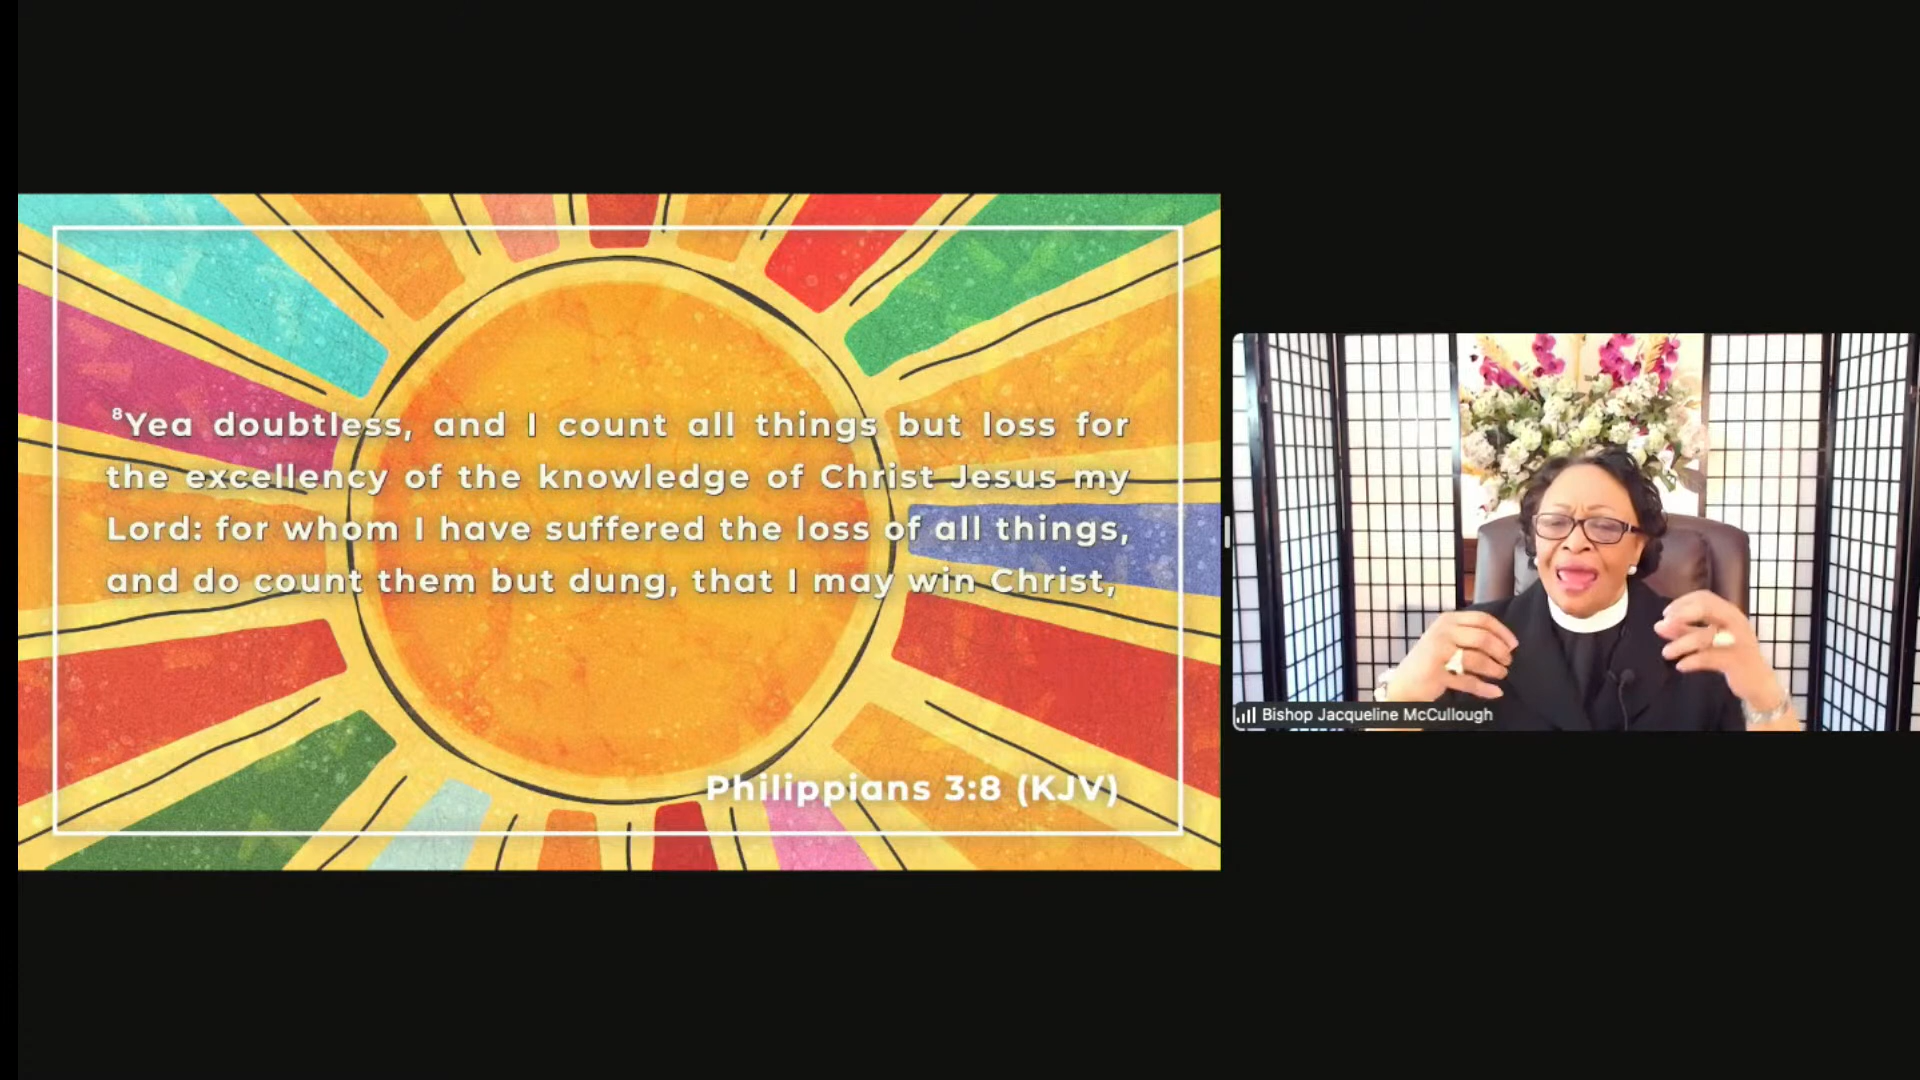 ⁸Yea doubtless, and I count all things but loss for
the excellency of the knowledge of Christ Jesus my
Lord: for whom I have suffered the loss of all things,
and do count them but dung, that I may win Christ,
Philippians 3:8 (KJV)
Bishop Jacqueline McCullough